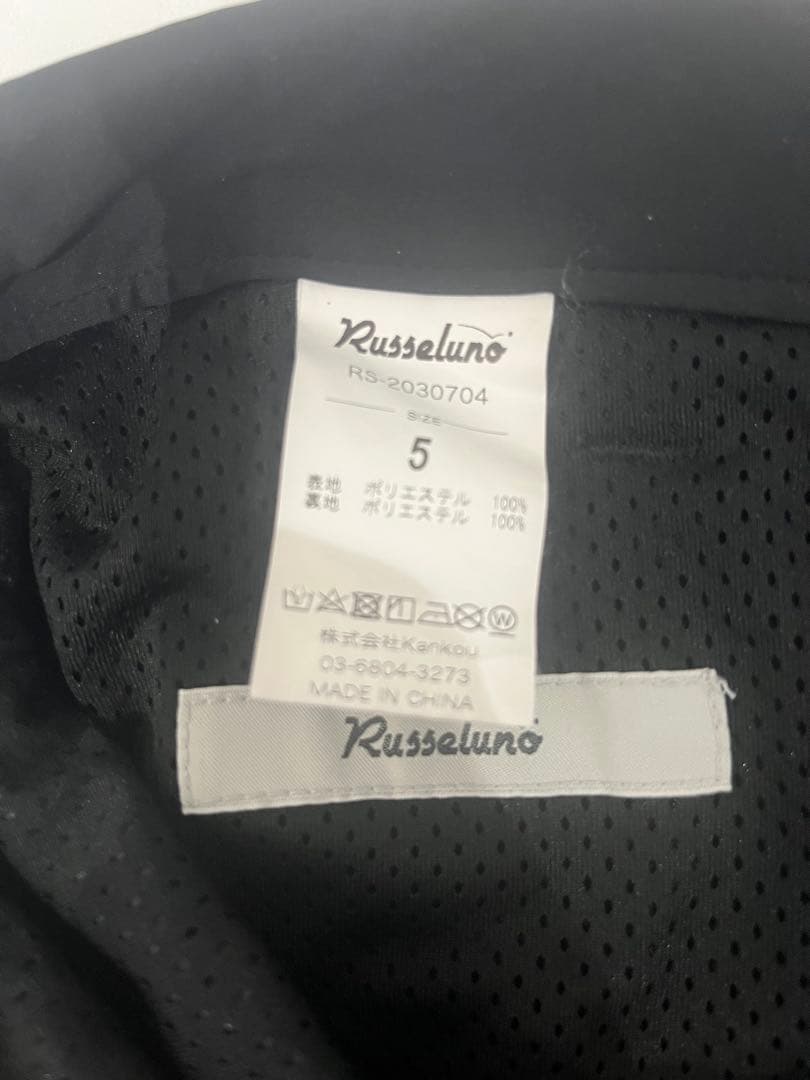 Russeluno
RS-2030704
SIZE
5
表地 ポリエステル 100%
裏地 ポリエステル 100%
W
株式会社Kankou
03-6804-3273
MADE IN CHINA
Russeluno